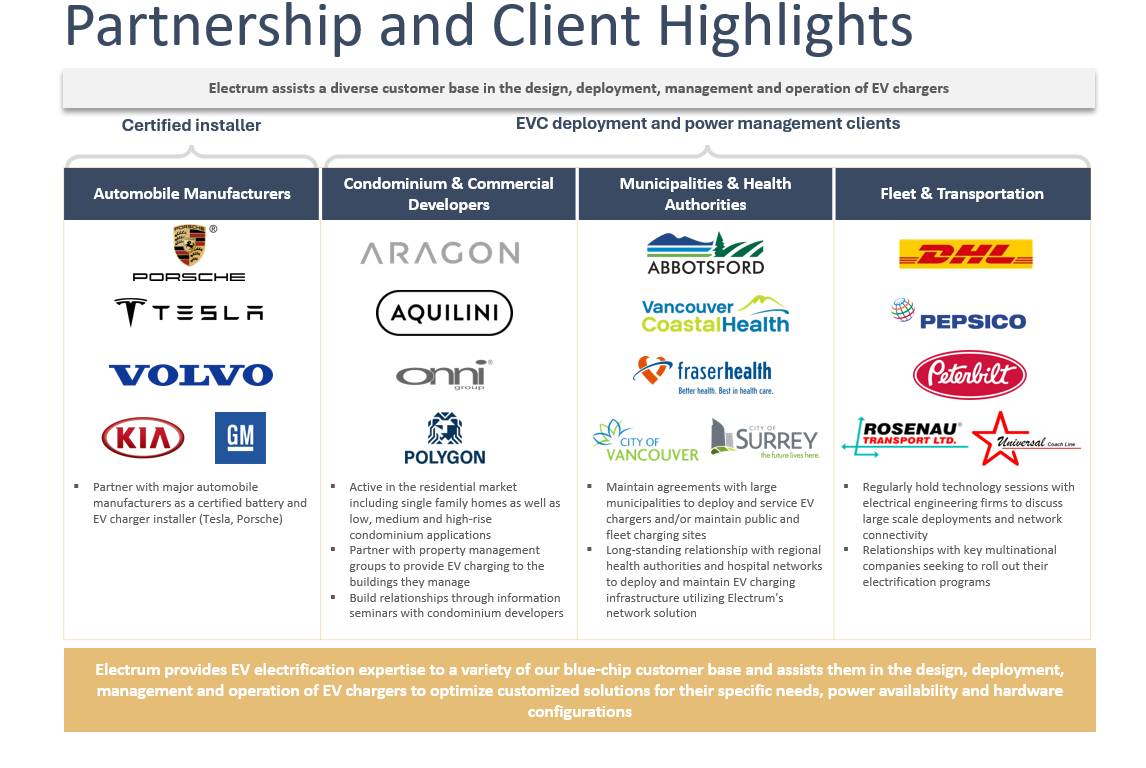 Partnership and Client Highlights
Electrum assists a diverse customer base in the design, deployment, management and operation of EV chargers
Certified installer
EVC deployment and power management clients
Automobile Manufacturers
Condominium & Commercial
Developers
Municipalities & Health
Authorities
Fleet & Transportation
PORSCHE
®
PORSCHE
TESLA
VOLVO
KIA
GM
ARAGON
AQUILINI
onni®
group
POLYGON
ABBOTSFORD
Vancouver
CoastalHealth
fraserhealth
Better health. Best in health care.
CITY OF
VANCOUVER
CITY OF
SURREY
the future lives here.
DHL
PEPSICO
Peterbilt
ROSENAU®
TRANSPORT LTD.
Universal Coach Line
▪ Partner with major automobile
manufacturers as a certified battery and
EV charger installer (Tesla, Porsche)
▪ Active in the residential market
including single family homes as well as
low, medium and high-rise
condominium applications
▪ Partner with property management
groups to provide EV charging to the
buildings they manage
▪ Build relationships through information
seminars with condominium developers
▪ Maintain agreements with large
municipalities to deploy and service EV
chargers and/or maintain public and
fleet charging sites
▪ Long-standing relationship with regional
health authorities and hospital networks
to deploy and maintain EV charging
infrastructure utilizing Electrum's
network solution
▪ Regularly hold technology sessions with
electrical engineering firms to discuss
large scale deployments and network
connectivity
▪ Relationships with key multinational
companies seeking to roll out their
electrification programs
Electrum provides EV electrification expertise to a variety of our blue-chip customer base and assists them in the design, deployment,
management and operation of EV chargers to optimize customized solutions for their specific needs, power availability and hardware
configurations